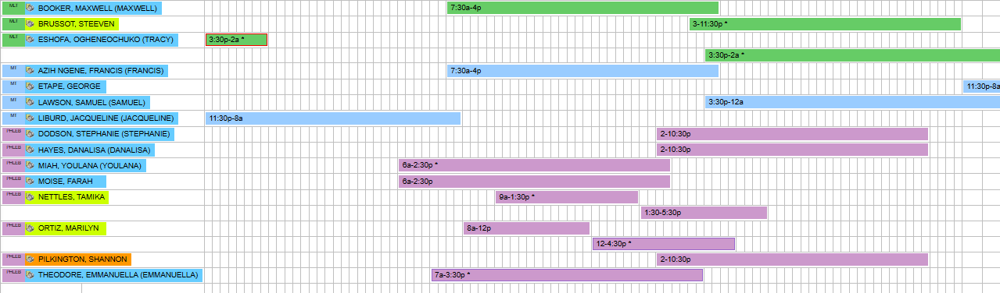 MLT BOOKER, MAXWELL (MAXWELL) 7:30a-4p
MLT BRUSSOT, STEEVEN 3-11:30p *
MLT ESHOFA, OGHENEOCHUKO (TRACY) 3:30p-2a *
3:30p-2a *
MT AZIH NGENE, FRANCIS (FRANCIS) 7:30a-4p
MT ETAPE, GEORGE 11:30p-8a
MT LAWSON, SAMUEL (SAMUEL) 3:30p-12a
MT LIBURD, JACQUELINE (JACQUELINE) 11:30p-8a
PHLEB DODSON, STEPHANIE (STEPHANIE) 2-10:30p
PHLEB HAYES, DANALISA (DANALISA) 2-10:30p
PHLEB MIAH, YOULANA (YOULANA) 6a-2:30p *
PHLEB MOISE, FARAH 6a-2:30p
PHLEB NETTLES, TAMIKA 9a-1:30p *
1:30-5:30p
PHLEB ORTIZ, MARILYN 8a-12p
12-4:30p *
PHLEB PILKINGTON, SHANNON 2-10:30p
PHLEB THEODORE, EMMANUELLA (EMMANUELLA) 7a-3:30p *